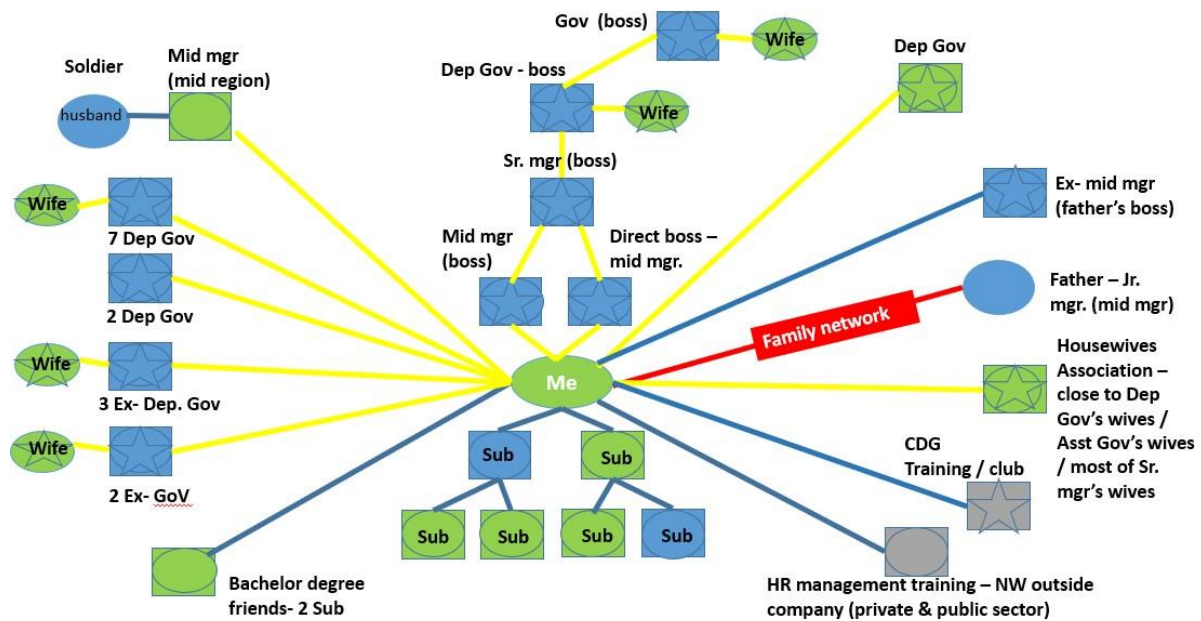 Gov (boss)
Wife
Dep Gov
Mid mgr
(mid region)
Soldier
husband
Dep Gov - boss
Wife
Sr. mgr (boss)
Ex- mid mgr
(father's boss)
Wife
7 Dep Gov
Mid mgr
(boss)
Direct boss –
mid mgr.
2 Dep Gov
Father – Jr.
mgr. (mid mgr)
Family network
Wife
3 Ex- Dep. Gov
Me
Housewives
Association –
close to Dep
Gov's wives /
Asst Gov's wives
/ most of Sr.
mgr's wives
Wife
2 Ex- GoV
Sub
Sub
CDG
Training / club
Sub
Sub
Sub
Sub
Bachelor degree
friends- 2 Sub
HR management training – NW outside
company (private & public sector)